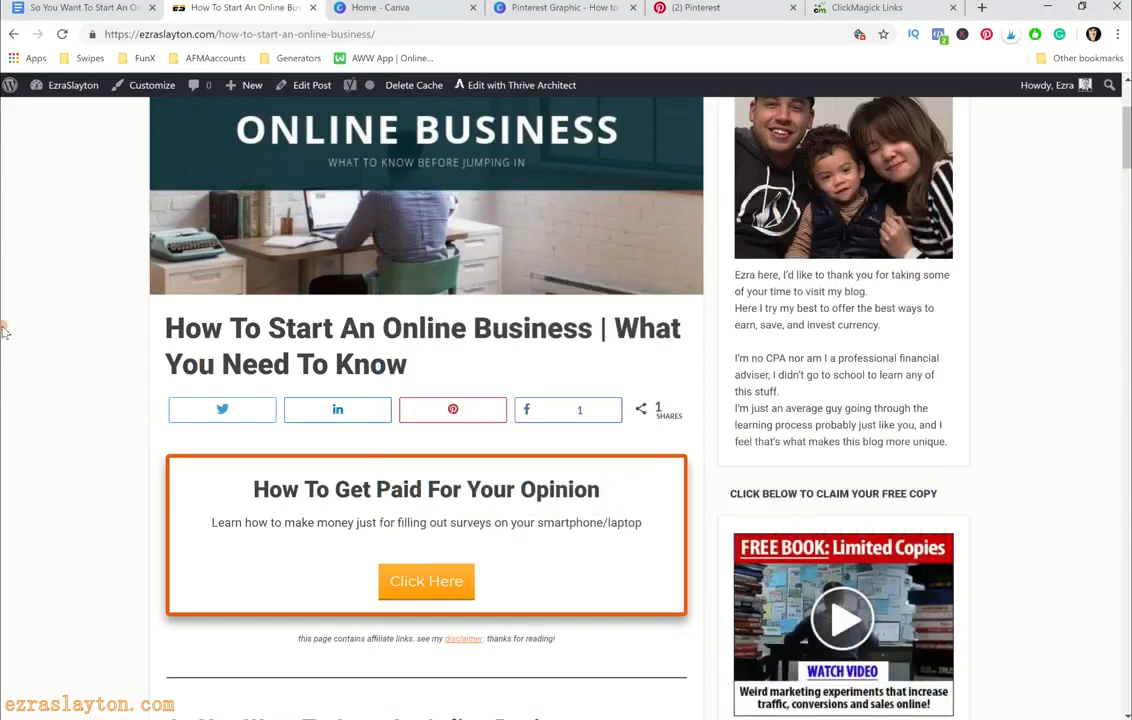 So You Want To Start An On
How To Start An Online Busi
Home - Canva
Pinterest Graphic - How to
(2) Pinterest
ClickMagick Links
https://ezraslayton.com/how-to-start-an-online-business/
IQ
2
Apps
Swipes
FunX
AFMAaccounts
Generators
AWW App | Online...
Other bookmarks
EzraSlayton
Customize
New
Edit Post
Delete Cache
Edit with Thrive Architect
Howdy, Ezra
ONLINE BUSINESS
WHAT TO KNOW BEFORE JUMPING IN
How To Start An Online Business | What
You Need To Know
1
1
SHARES
How To Get Paid For Your Opinion
Learn how to make money just for filling out surveys on your smartphone/laptop
Click Here
this page contains affiliate links. see my disclaimer. thanks for reading!
Ezra here, I'd like to thank you for taking some
of your time to visit my blog.
Here I try my best to offer the best ways to
earn, save, and invest currency.
I'm no CPA nor am I a professional financial
adviser, I didn't go to school to learn any of
this stuff.
I'm just an average guy going through the
learning process probably just like you, and I
feel that's what makes this blog more unique.
CLICK BELOW TO CLAIM YOUR FREE COPY
FREE BOOK: Limited Copies
WATCH VIDEO
Weird marketing experiments that increase
traffic, conversions and sales online!
ezraslayton.com